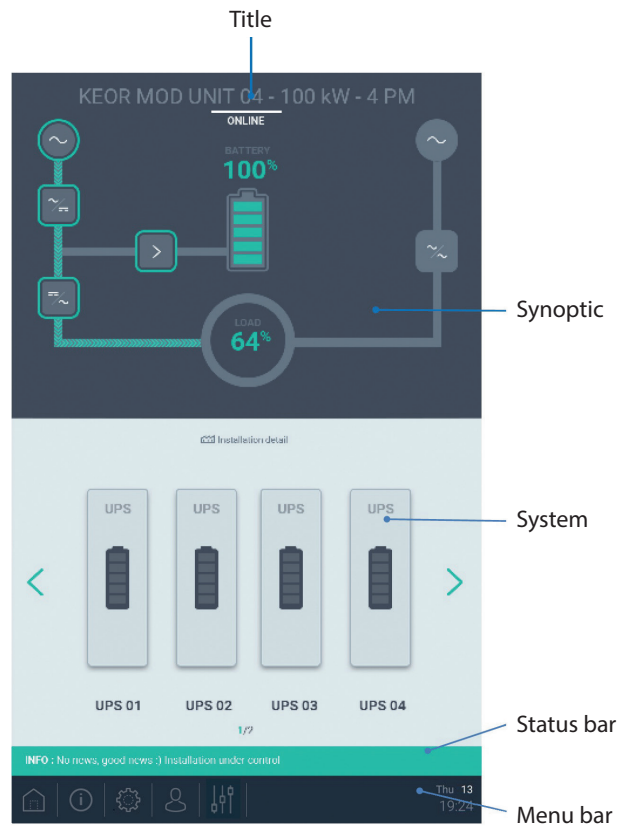 Title
KEOR MOD UNIT 04 - 100 kW - 4 PM
ONLINE
BATTERY
100%
LOAD
64%
Synoptic
Installation detail
UPS UPS UPS UPS
System
UPS 01 UPS 02 UPS 03 UPS 04
1/2
Status bar
INFO : No news, good news :) Installation under control
Thu 13
19:24
Menu bar